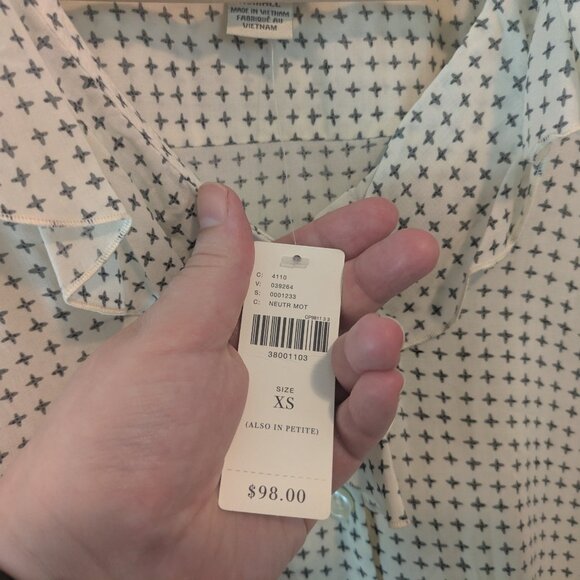 MADE IN VIETNAM
FABRIQUÉ AU
VIETNAM
C: 4110
V: 039264
S: 0001233
C: NEUTR MOT
38001103
SIZE
XS
(ALSO IN PETITE)
$98.00